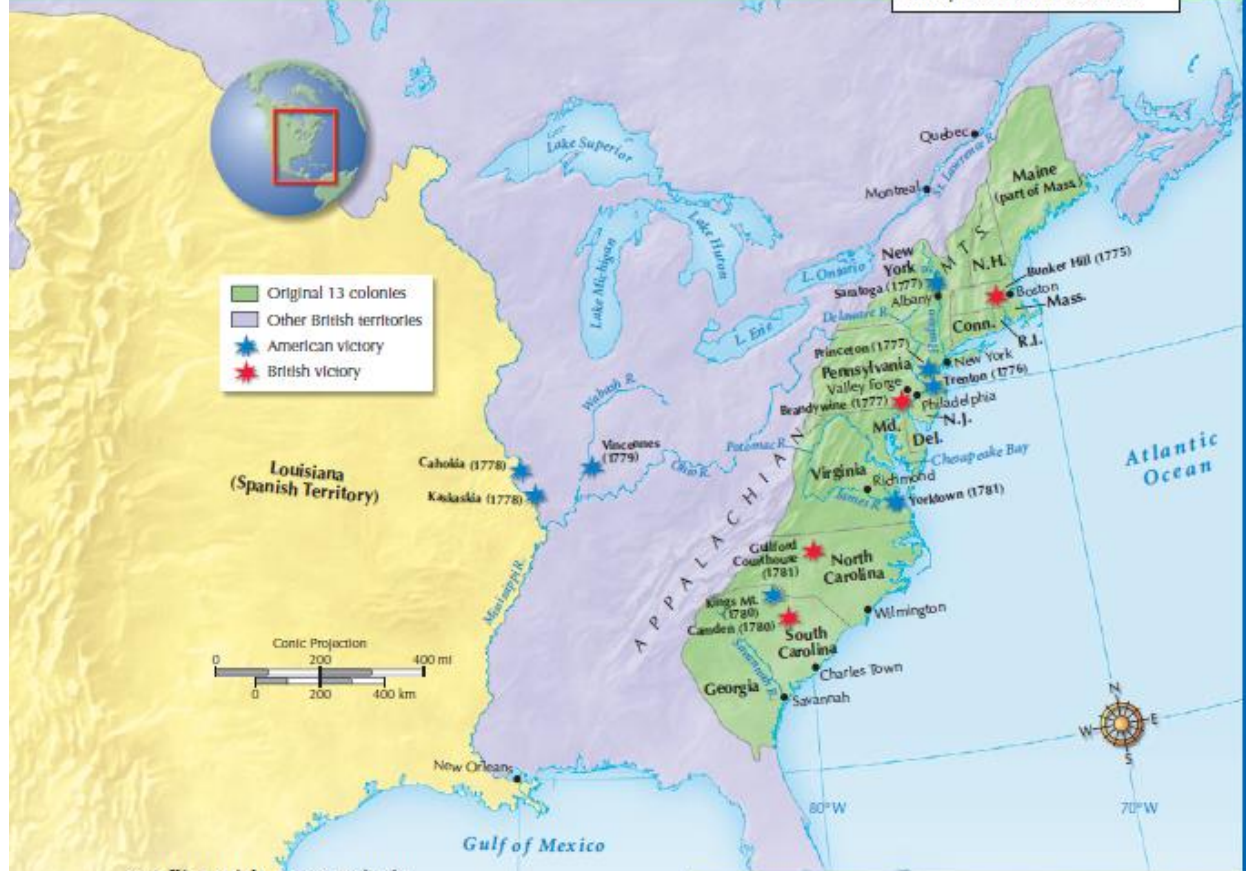 Quebec
Montreal
St. Lawrence R.
Maine
(part of Mass.)
Lake Superior
Lake Michigan
Lake Huron
L. Ontario
L. Erie
New
York
MTS.
N.H.
Bunker Hill (1775)
Saratoga (1777)
Albany
Boston
Mass.
Delaware R.
Hudson
Conn.
R.I.
Original 13 colonies
Other British territories
American victory
British victory
Princeton (1777)
New York
Pennsylvania
Trenton (1776)
Valley Forge
Philadelphia
Brandywine (1777)
N.J.
Md.
Del.
Wabash R.
Potomac R.
Chesapeake Bay
Atlantic
Ocean
Vincennes
(1779)
Ohio R.
Cahokia (1778)
Kaskaskia (1778)
Louisiana
(Spanish Territory)
Virginia
Richmond
James R.
Yorktown (1781)
APPALACHIAN
Guilford
Courthouse
(1781)
North
Carolina
Mississippi R.
Kings Mt.
(1780)
Camden (1780)
Wilmington
South
Carolina
Charles Town
Savannah R.
Georgia
Savannah
Conic Projection
0 200 400 mi
0 200 400 km
N
W
E
S
New Orleans
80°W
70°W
Gulf of Mexico